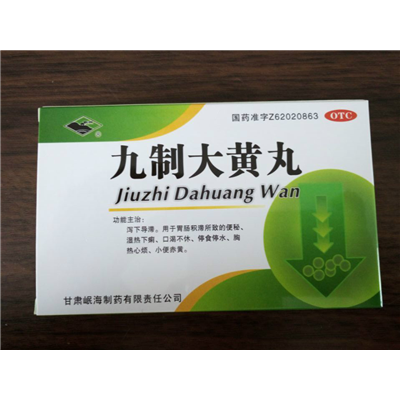 国药准字Z62020863 OTC
九制大黄丸
Jiuzhi Dahuang Wan
功能主治:
泻下导滞。用于胃肠积滞所致的便秘、
湿热下痢、口渴不休、停食停水、胸
热心烦、小便赤黄。
甘肃岷海制药有限责任公司